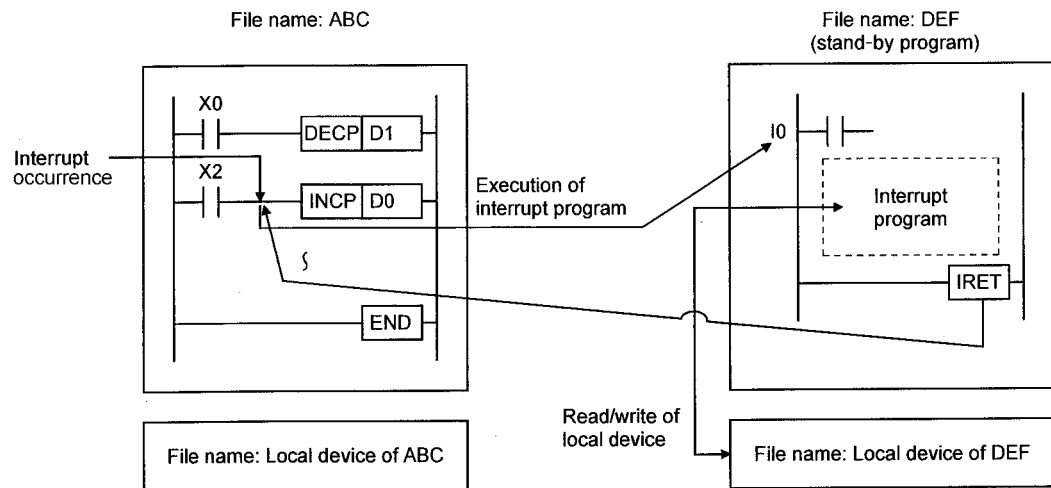 File name: ABC
File name: DEF
(stand-by program)
X0
DECP D1
I0
Interrupt
occurrence
X2
INCP D0
Execution of
interrupt program
Interrupt
program
IRET
END
Read/write of
local device
File name: Local device of ABC
File name: Local device of DEF